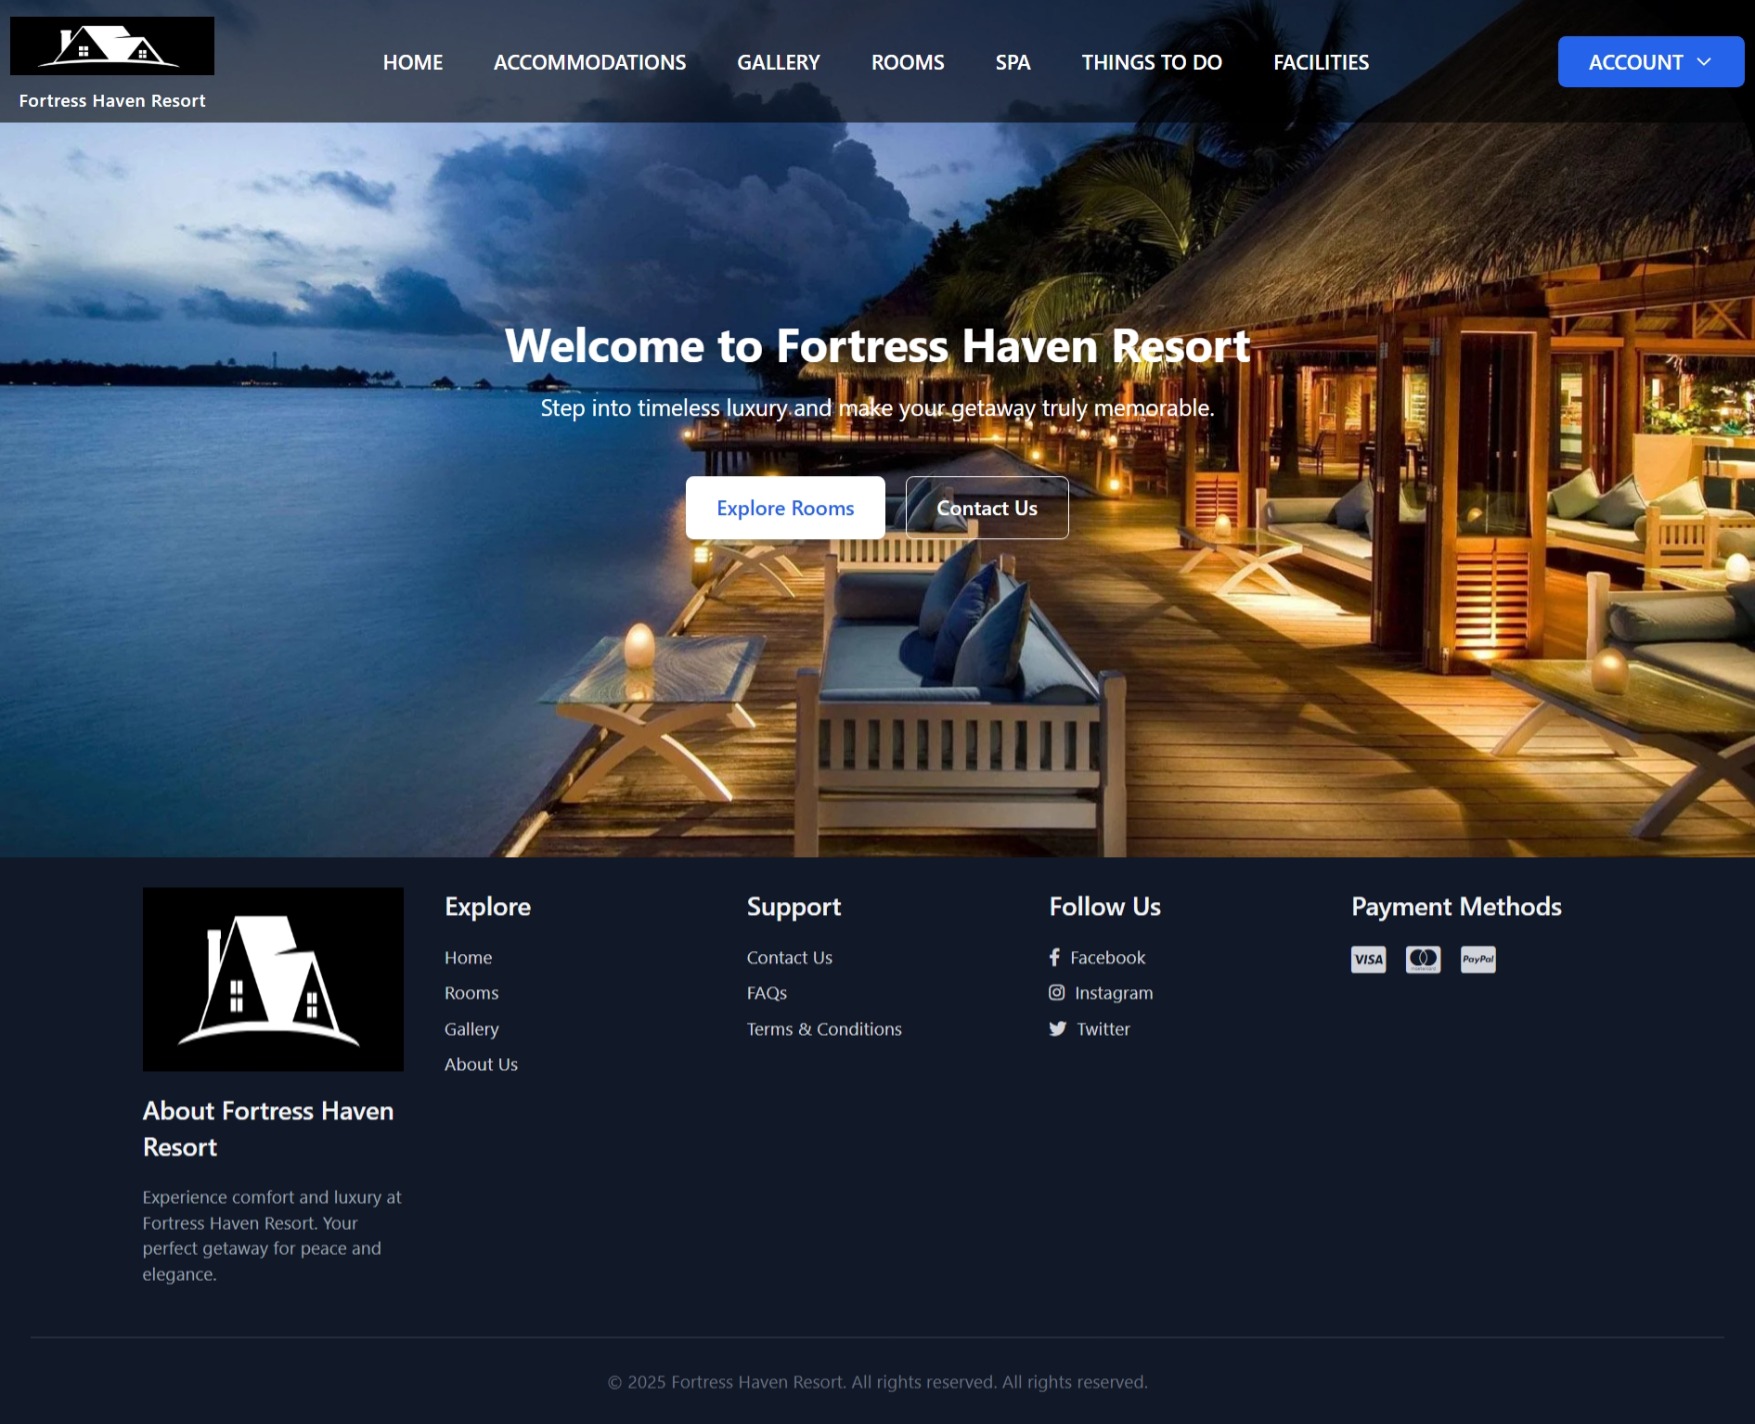 Fortress Haven Resort
HOME
ACCOMMODATIONS
GALLERY
ROOMS
SPA
THINGS TO DO
FACILITIES
ACCOUNT
Welcome to Fortress Haven Resort
Step into timeless luxury and make your getaway truly memorable.
Explore Rooms
Contact Us
About Fortress Haven
Resort
Experience comfort and luxury at
Fortress Haven Resort. Your
perfect getaway for peace and
elegance.
Explore
Home
Rooms
Gallery
About Us
Support
Contact Us
FAQs
Terms & Conditions
Follow Us
Facebook
Instagram
Twitter
Payment Methods
VISA
PayPal
© 2025 Fortress Haven Resort. All rights reserved. All rights reserved.